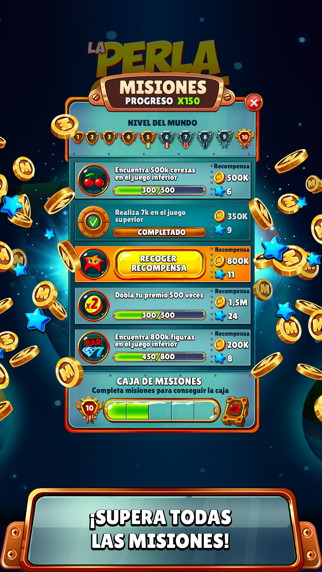 LA
PERLA
MISIONES
PROGRESO X150
NIVEL DEL MUNDO
1 2 3 4 5 6 7 8 9 10
Encuentra 500k cerezas
en el juego inferior
300/500
Recompensa
500K
6
Realiza 7k en el juego
superior
COMPLETADO
350K
9
RECOGER
RECOMPENSA
Recompensa
800K
11
x2
Dobla tu premio 500 veces
300/500
Recompensa
1,5M
24
BAR
7
Encuentra 800k figuras
en el juego inferior
450/800
Recompensa
200K
8
CAJA DE MISIONES
Completa misiones para conseguir la caja
10
¡SUPERA TODAS
LAS MISIONES!